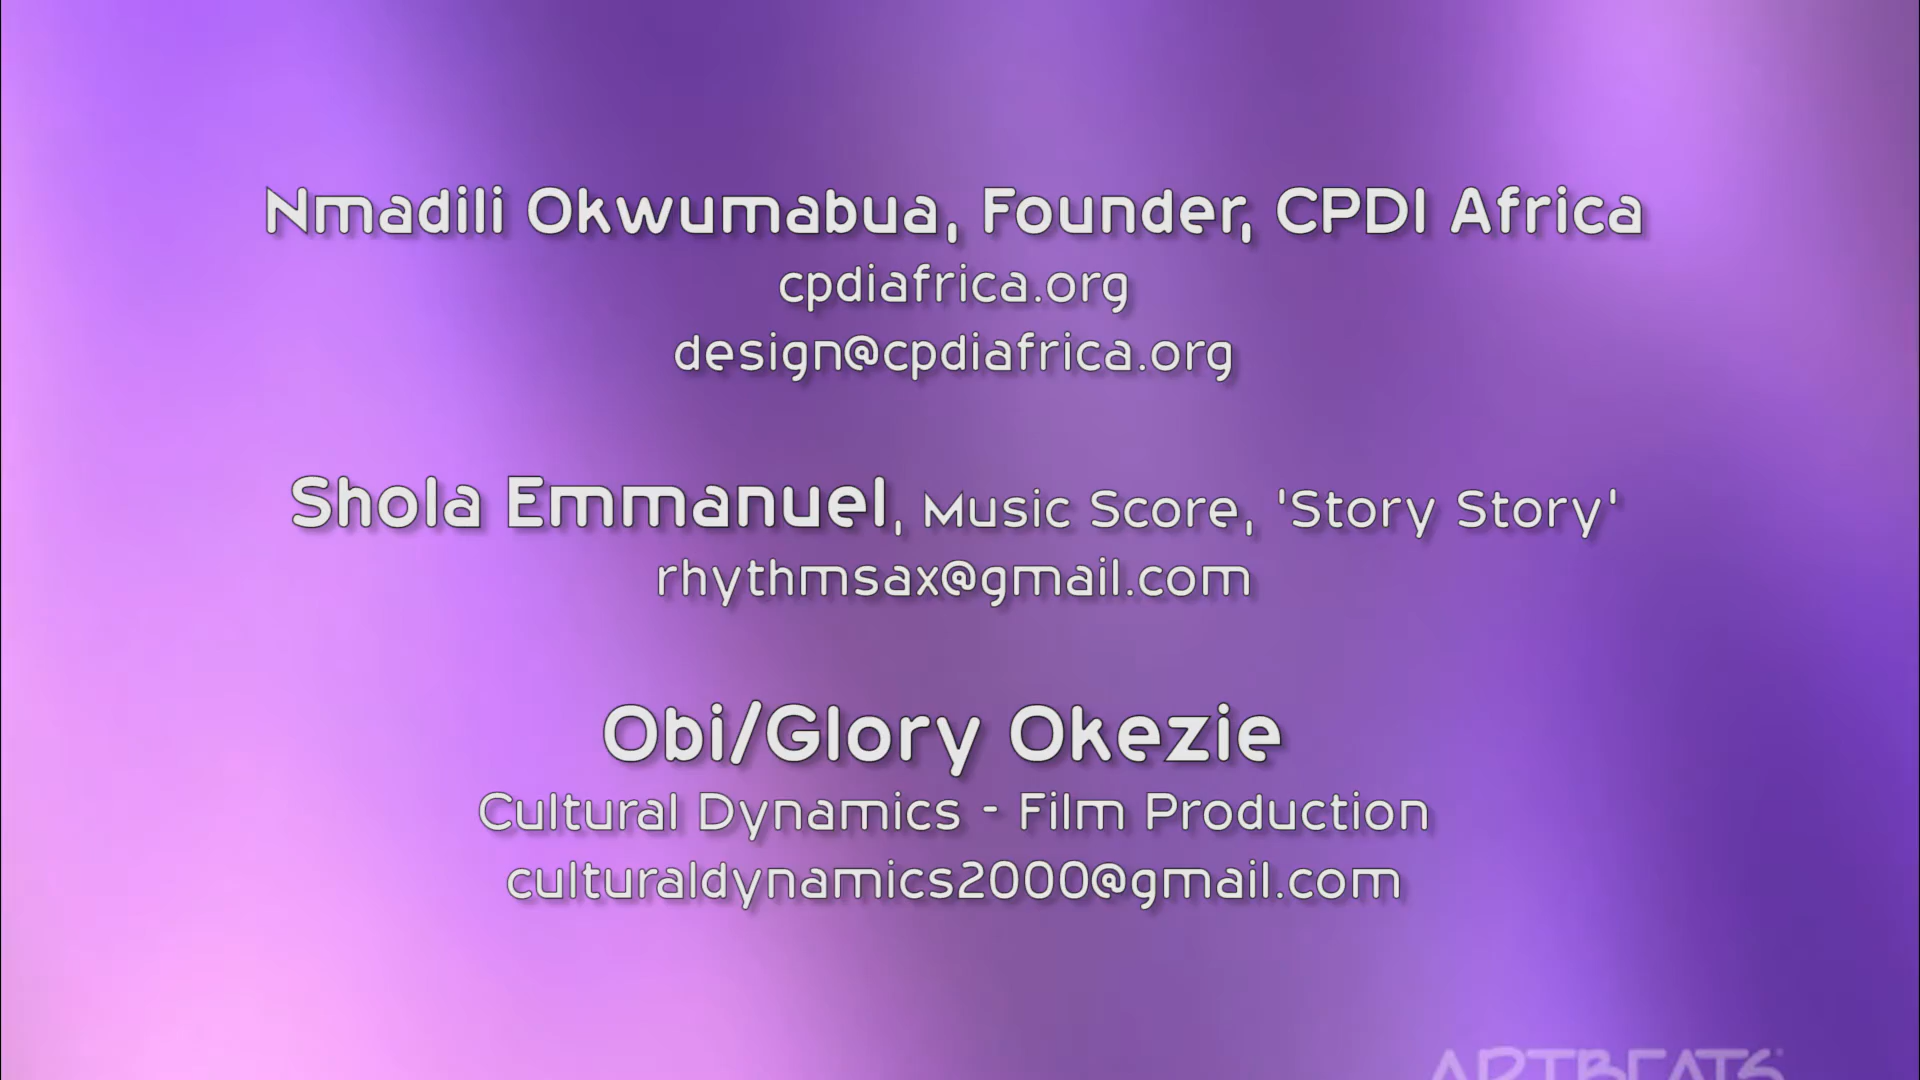 Nmadili Okwumabua, Founder, CPDI Africa
cpdiafrica.org
design@cpdiafrica.org
Shola Emmanuel, Music Score, 'Story Story'
rhythmsax@gmail.com
Obi/Glory Okezie
Cultural Dynamics - Film Production
culturaldynamics2000@gmail.com
ARTBEATS